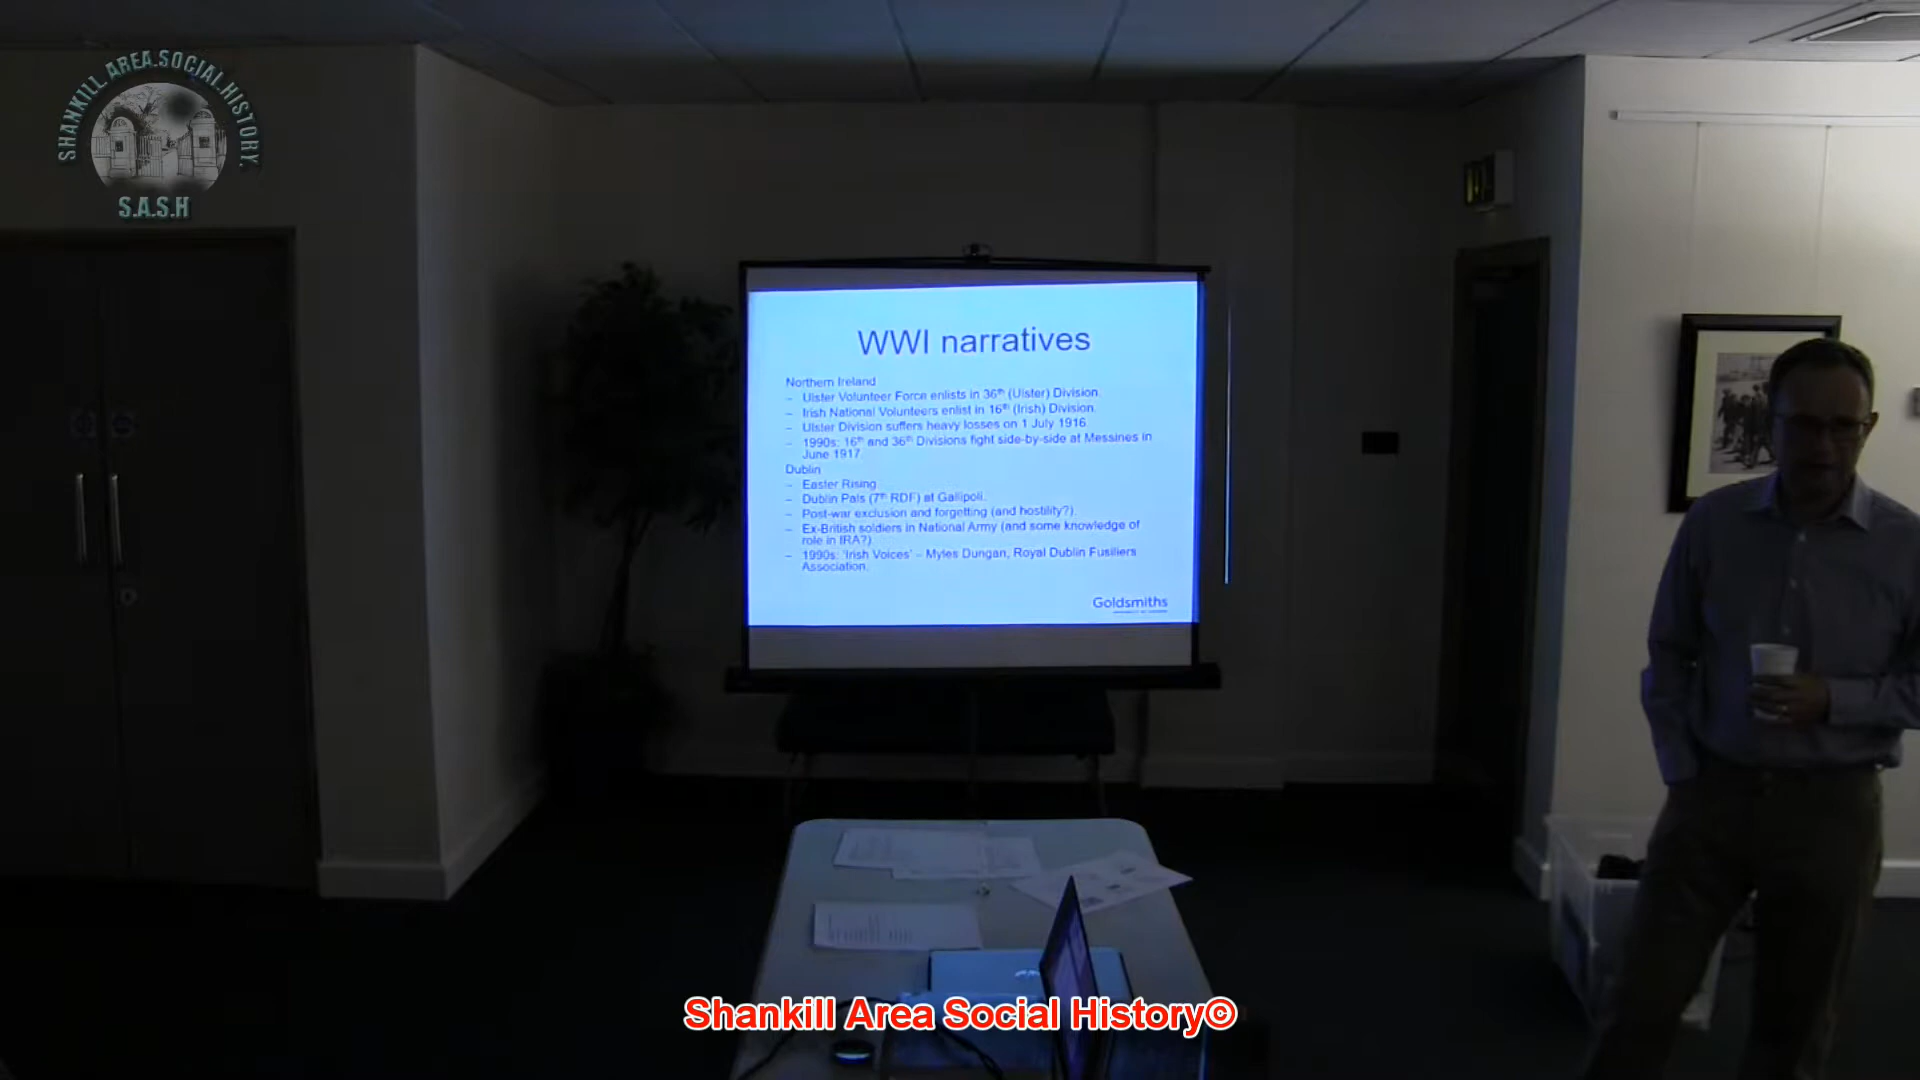 SHANKILL.AREA.SOCIAL.HISTORY.
S.A.S.H
WWI narratives
Northern Ireland
– Ulster Volunteer Force enlists in 36th (Ulster) Division.
– Irish National Volunteers enlist in 16th (Irish) Division.
– Ulster Division suffers heavy losses on 1 July 1916.
– 1990s: 16th and 36th Divisions fight side-by-side at Messines in
June 1917.
Dublin
– Easter Rising
– Dublin Pals (7th RDF) at Gallipoli.
– Post-war exclusion and forgetting (and hostility?).
– Ex-British soldiers in National Army (and some knowledge of
role in IRA?)
– 1990s: 'Irish Voices' – Myles Dungan, Royal Dublin Fusiliers
Association.
Goldsmiths
Shankill Area Social History©